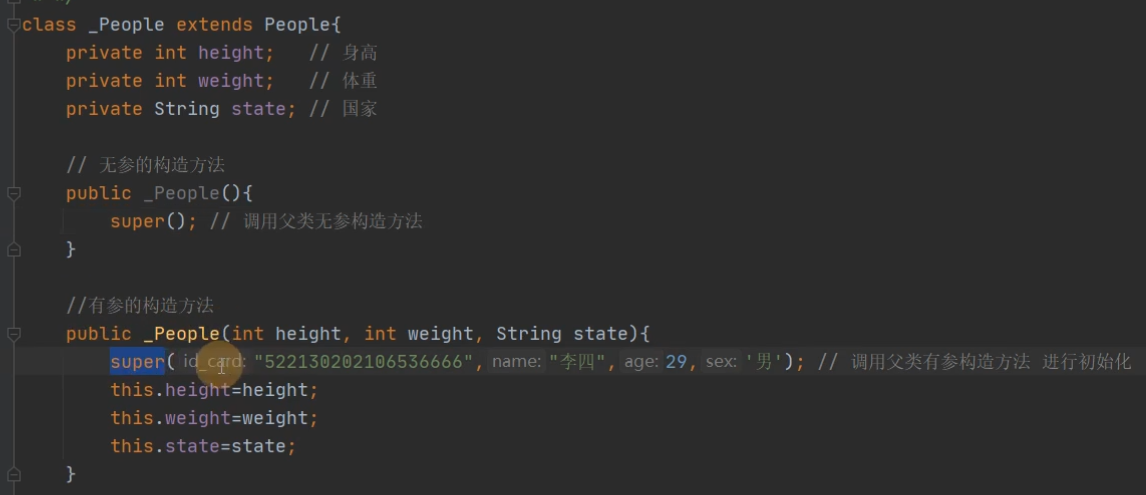 class _People extends People{
private int height;   // 身高
private int weight;   // 体重
private String state; // 国家
// 无参的构造方法
public _People(){
super(); // 调用父类无参构造方法
}
//有参的构造方法
public _People(int height, int weight, String state){
super( id_card: "522130202106536666", name: "李四", age: 29, sex: '男'); // 调用父类有参构造方法 进行初始化
this.height=height;
this.weight=weight;
this.state=state;
}